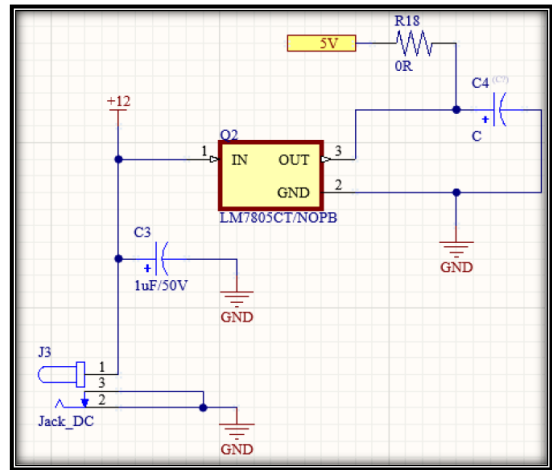 R18
5V
0R
C4 (C?)
+
C
+12
Q2
1 IN OUT 3
GND 2
LM7805CT/NOPB
GND
C3
+
1uF/50V
GND
J3
1
3
2
Jack_DC
GND